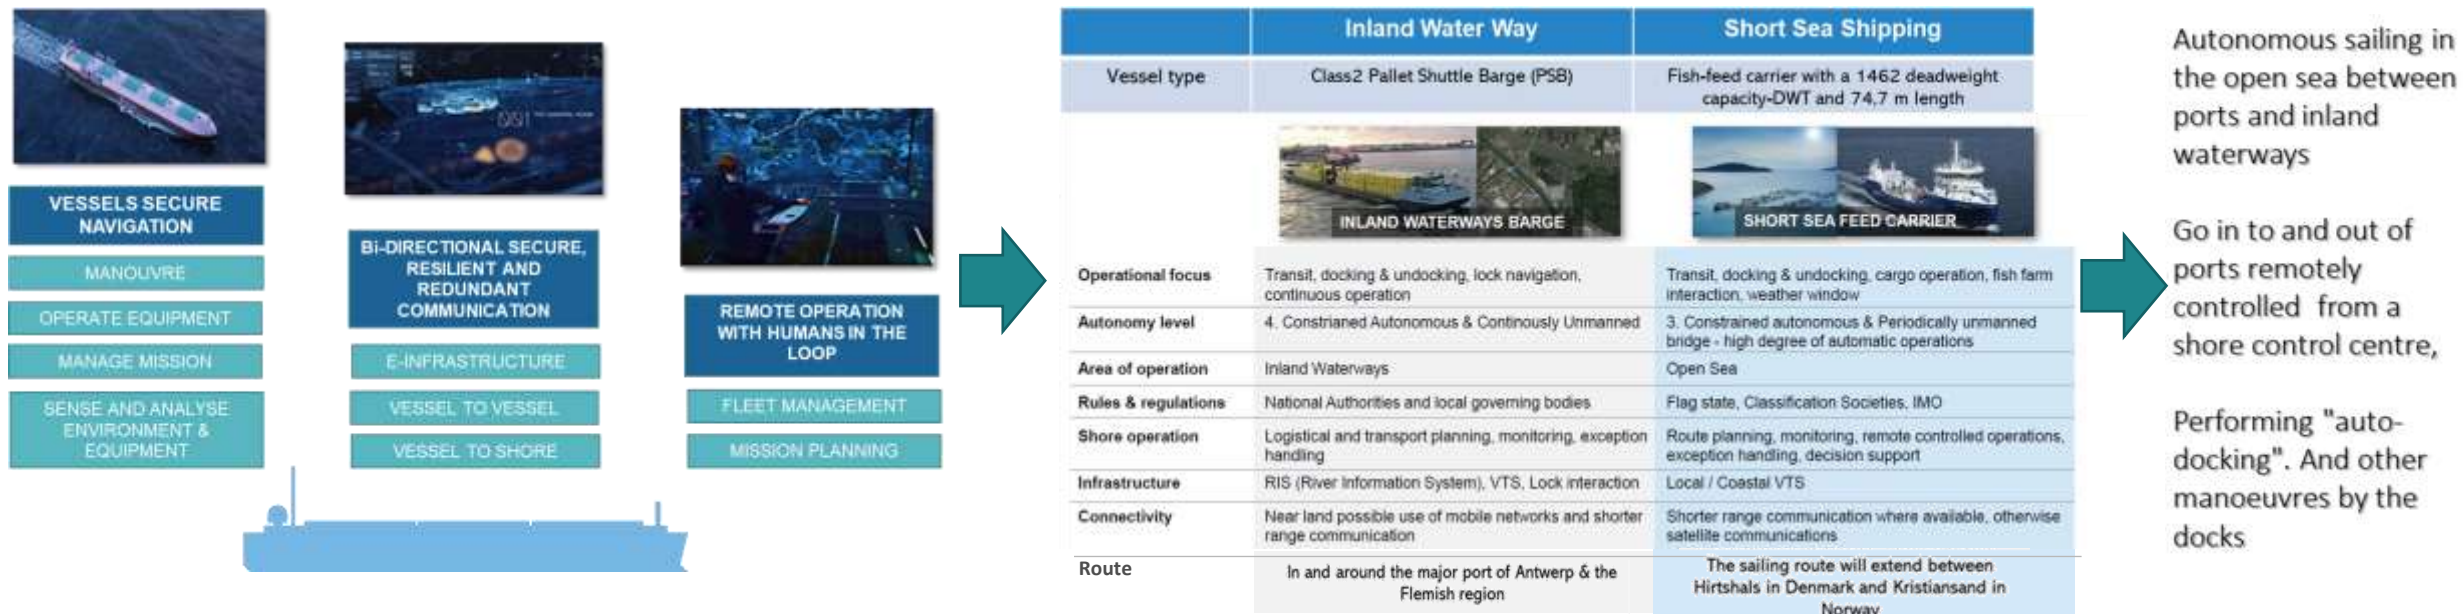 VESSELS SECURE
NAVIGATION
MANOUVRE
OPERATE EQUIPMENT
MANAGE MISSION
SENSE AND ANALYSE
ENVIRONMENT &
EQUIPMENT
Bi-DIRECTIONAL SECURE,
RESILIENT AND
REDUNDANT
COMMUNICATION
E-INFRASTRUCTURE
VESSEL TO VESSEL
VESSEL TO SHORE
REMOTE OPERATION
WITH HUMANS IN THE
LOOP
FLEET MANAGEMENT
MISSION PLANNING
Inland Water Way
Short Sea Shipping
Vessel type
Class2 Pallet Shuttle Barge (PSB)
Fish-feed carrier with a 1462 deadweight
capacity-DWT and 74,7 m length
INLAND WATERWAYS BARGE
SHORT SEA FEED CARRIER
Operational focus
Transit, docking & undocking, lock navigation,
continuous operation
Transit, docking & undocking, cargo operation, fish farm
interaction, weather window
Autonomy level
4. Constrianed Autonomous & Continously Unmanned
3. Constrained autonomous & Periodically unmanned
bridge - high degree of automatic operations
Area of operation
Inland Waterways
Open Sea
Rules & regulations
National Authorities and local governing bodies
Flag state, Classification Societies, IMO
Shore operation
Logistical and transport planning, monitoring, exception
handling
Route planning, monitoring, remote controlled operations,
exception handling, decision support
Infrastructure
RIS (River Information System), VTS, Lock interaction
Local / Coastal VTS
Connectivity
Near land possible use of mobile networks and shorter
range communication
Shorter range communication where available, otherwise
satellite communications
Route
In and around the major port of Antwerp & the
Flemish region
The sailing route will extend between
Hirtshals in Denmark and Kristiansand in
Norway
Autonomous sailing in
the open sea between
ports and inland
waterways
Go in to and out of
ports remotely
controlled from a
shore control centre,
Performing "auto-
docking". And other
manoeuvres by the
docks